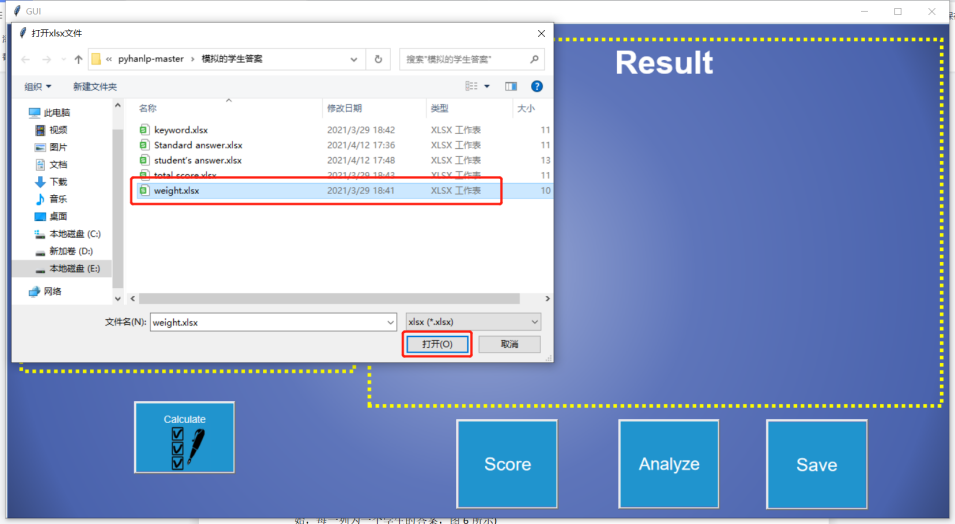 GUI
打开xlsx文件
« pyhanlp-master › 模拟的学生答案
搜索"模拟的学生答案"
组织 新建文件夹
名称 修改日期 类型 大小
此电脑
视频
图片
文档
下载
音乐
桌面
本地磁盘 (C:)
新加卷 (D:)
本地磁盘 (E:)
网络
keyword.xlsx 2021/3/29 18:42 XLSX 工作表 11
Standard answer.xlsx 2021/4/12 17:36 XLSX 工作表 11
student's answer.xlsx 2021/4/12 17:48 XLSX 工作表 13
total score.xlsx 2021/3/29 18:43 XLSX 工作表 11
weight.xlsx 2021/3/29 18:41 XLSX 工作表 10
文件名(N): weight.xlsx xlsx (*.xlsx)
打开(O) 取消
Result
Calculate
Score
Analyze
Save
如，每一列为一个学生的答案，图 6 所示)